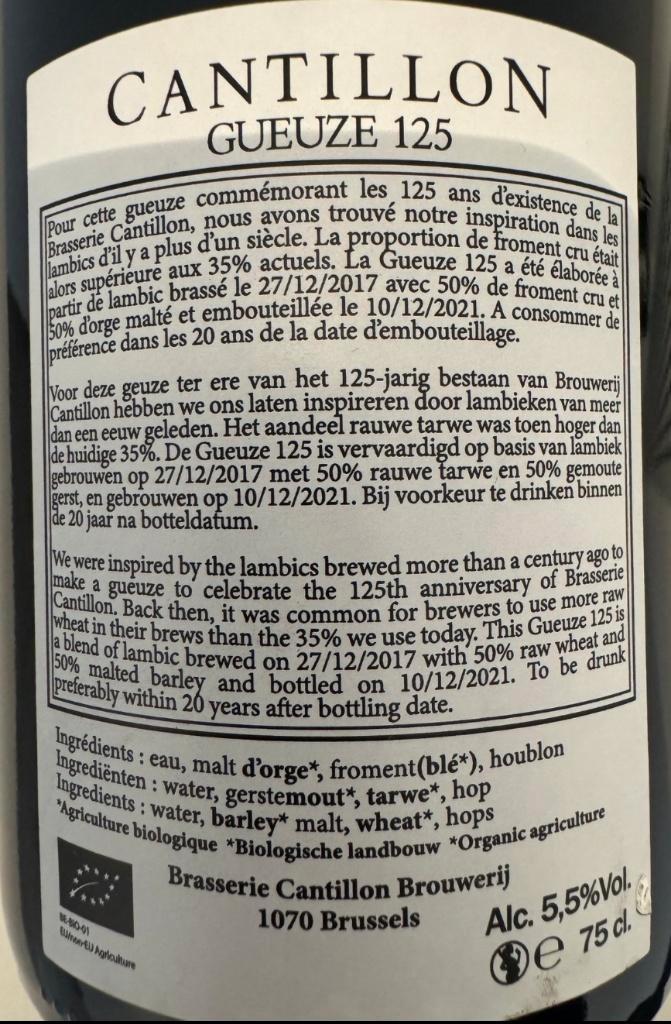 CANTILLON
GUEUZE 125
Pour cette gueuze commémorant les 125 ans d'existence de la
Brasserie Cantillon, nous avons trouvé notre inspiration dans les
lambics d'il y a plus d'un siècle. La proportion de froment cru était
alors supérieure aux 35% actuels. La Gueuze 125 a été élaborée à
partir de lambic brassé le 27/12/2017 avec 50% de froment cru et
50% d'orge malté et embouteillée le 10/12/2021. A consommer de
préférence dans les 20 ans de la date d'embouteillage.
Voor deze geuze ter ere van het 125-jarig bestaan van Brouwerij
Cantillon hebben we ons laten inspireren door lambieken van meer
dan een eeuw geleden. Het aandeel rauwe tarwe was toen hoger dan
de huidige 35%. De Gueuze 125 is vervaardigd op basis van lambiek
gebrouwen op 27/12/2017 met 50% rauwe tarwe en 50% gemoute
gerst, en gebrouwen op 10/12/2021. Bij voorkeur te drinken binnen
de 20 jaar na botteldatum.
We were inspired by the lambics brewed more than a century ago to
make a gueuze to celebrate the 125th anniversary of Brasserie
Cantillon. Back then, it was common for brewers to use more raw
wheat in their brews than the 35% we use today. This Gueuze 125 is
a blend of lambic brewed on 27/12/2017 with 50% raw wheat and
50% malted barley and bottled on 10/12/2021. To be drunk
preferably within 20 years after bottling date.
Ingrédients : eau, malt d'orge*, froment(blé*), houblon
Ingrediënten : water, gerstemout*, tarwe*, hop
Ingredients : water, barley* malt, wheat*, hops
*Agriculture biologique *Biologische landbouw *Organic agriculture
Brasserie Cantillon Brouwerij
1070 Brussels
BE-BIO-01
EU/non-EU Agriculture
Alc. 5,5%Vol.
e 75 cl.